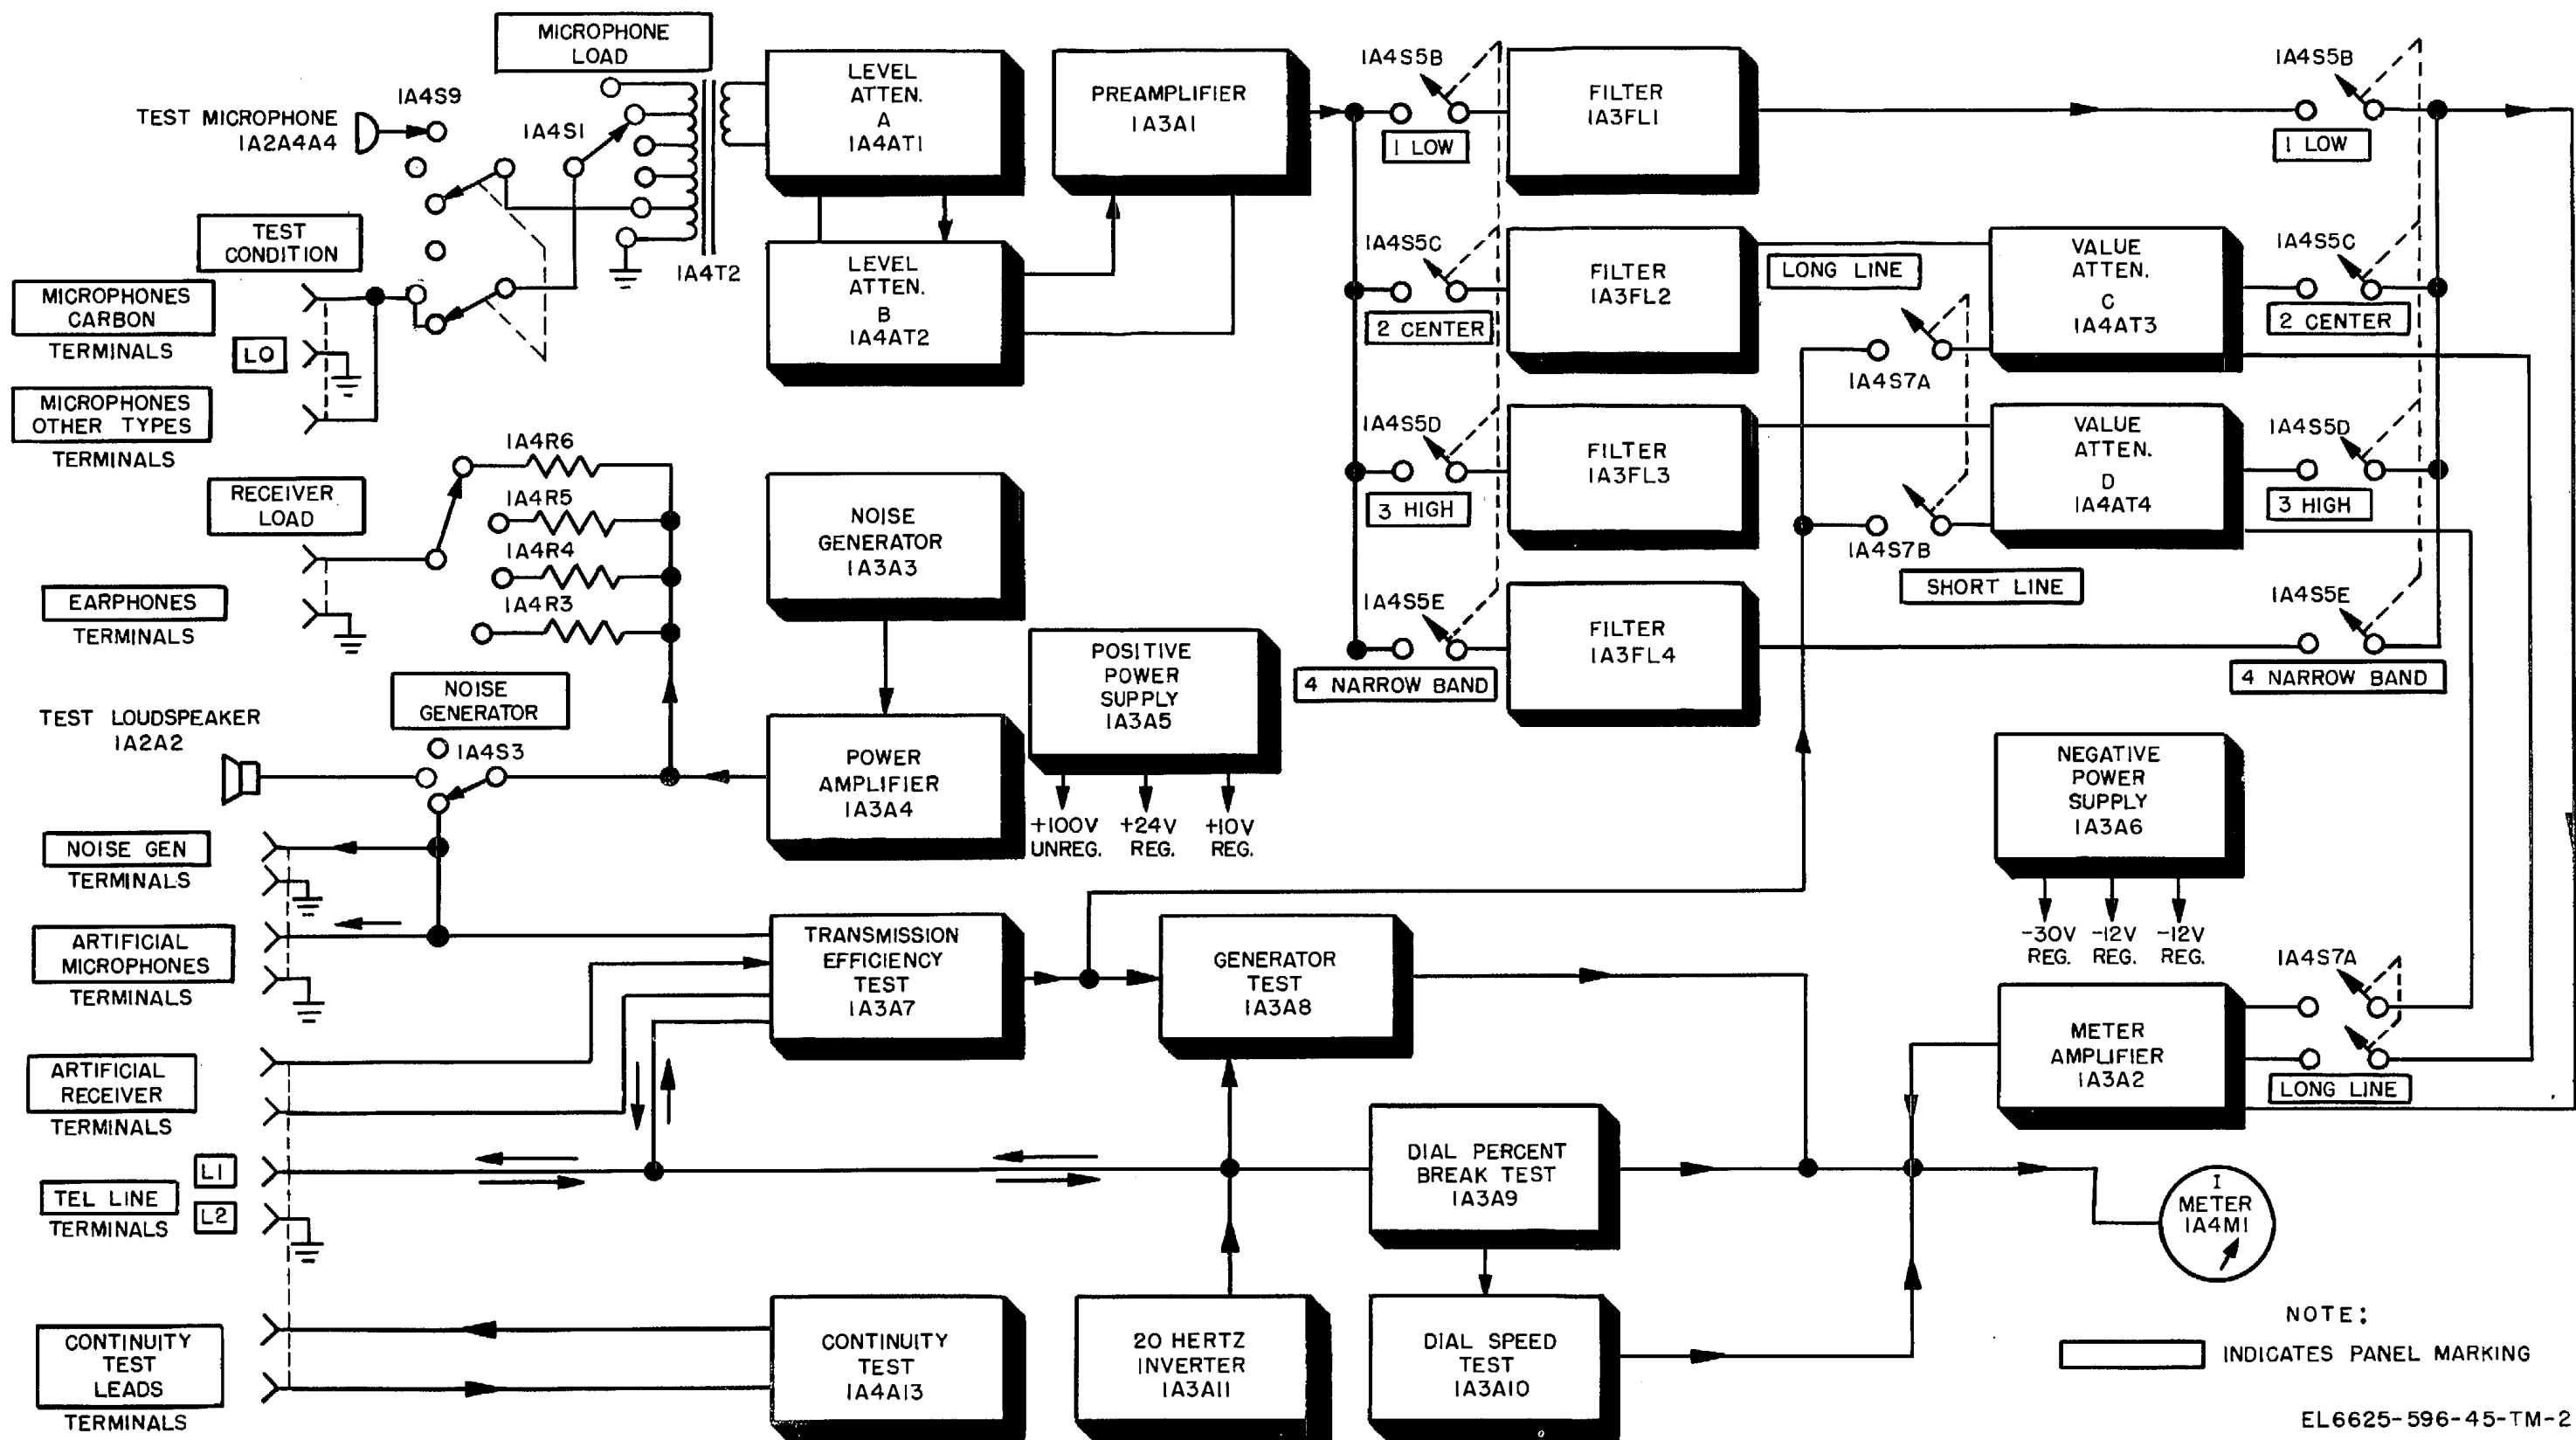 MICROPHONE
LOAD
TEST MICROPHONE
1A2A4A4
1A4S9
1A4S1
1A4T2
TEST
CONDITION
MICROPHONES
CARBON
TERMINALS
LO
MICROPHONES
OTHER TYPES
TERMINALS
LEVEL
ATTEN.
A
1A4AT1
LEVEL
ATTEN.
B
1A4AT2
PREAMPLIFIER
1A3A1
1A4S5B
1 LOW
FILTER
1A3FL1
1A4S5B
1 LOW
1A4S5C
2 CENTER
FILTER
1A3FL2
LONG LINE
1A4S7A
VALUE
ATTEN.
C
1A4AT3
1A4S5C
2 CENTER
1A4S5D
3 HIGH
FILTER
1A3FL3
1A4S7B
SHORT LINE
VALUE
ATTEN.
D
1A4AT4
1A4S5D
3 HIGH
1A4S5E
4 NARROW BAND
FILTER
1A3FL4
1A4S5E
4 NARROW BAND
RECEIVER
LOAD
1A4R6
1A4R5
1A4R4
1A4R3
EARPHONES
TERMINALS
NOISE
GENERATOR
1A3A3
POSITIVE
POWER
SUPPLY
1A3A5
+100V
UNREG.
+24V
REG.
+10V
REG.
NOISE
GENERATOR
TEST LOUDSPEAKER
1A2A2
1A4S3
POWER
AMPLIFIER
1A3A4
NEGATIVE
POWER
SUPPLY
1A3A6
-30V
REG.
-12V
REG.
-12V
REG.
NOISE GEN
TERMINALS
ARTIFICIAL
MICROPHONES
TERMINALS
TRANSMISSION
EFFICIENCY
TEST
1A3A7
GENERATOR
TEST
1A3A8
METER
AMPLIFIER
1A3A2
1A4S7A
LONG LINE
ARTIFICIAL
RECEIVER
TERMINALS
L1
TEL LINE
TERMINALS
L2
DIAL PERCENT
BREAK TEST
1A3A9
I
METER
1A4M1
CONTINUITY
TEST
LEADS
TERMINALS
CONTINUITY
TEST
1A4A13
20 HERTZ
INVERTER
1A3A11
DIAL SPEED
TEST
1A3A10
NOTE:
INDICATES PANEL MARKING
EL6625-596-45-TM-2